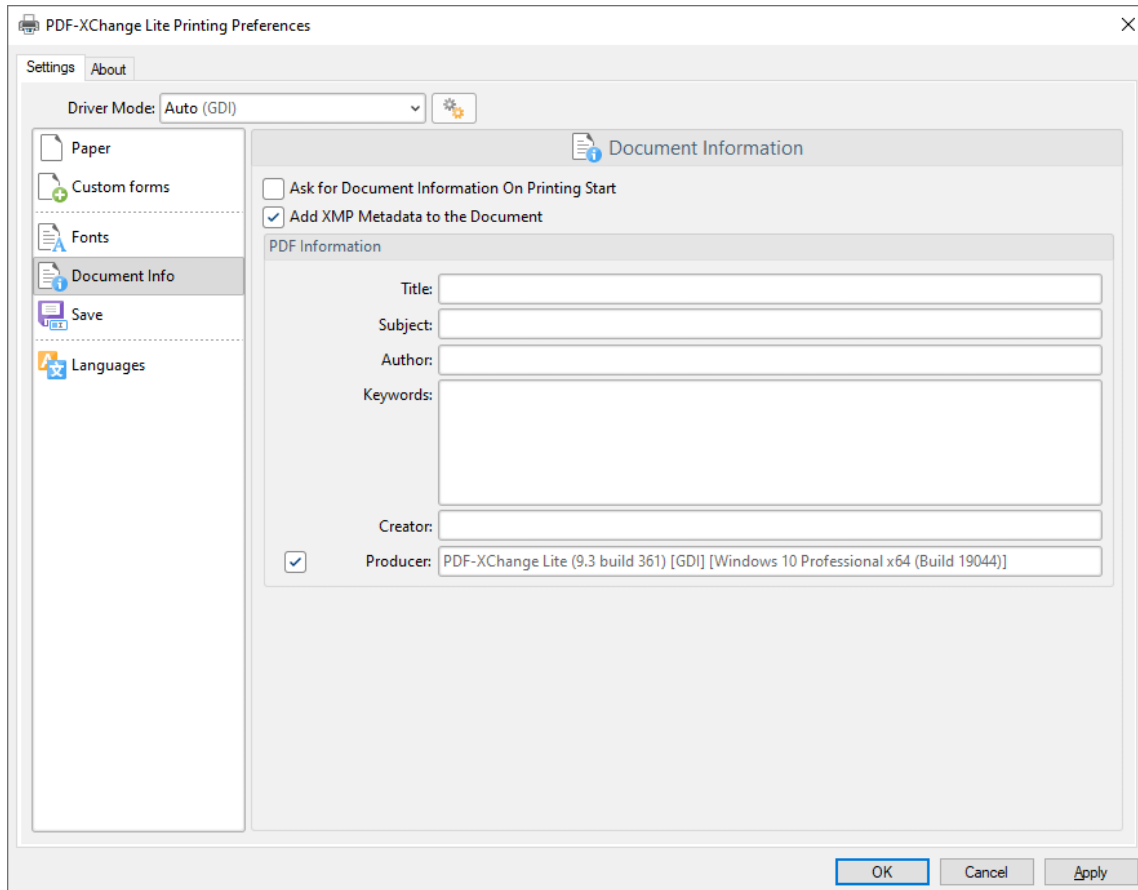 PDF-XChange Lite Printing Preferences
Settings About
Driver Mode: Auto (GDI)
Paper
Custom forms
Fonts
Document Info
Save
Languages
Document Information
Ask for Document Information On Printing Start
Add XMP Metadata to the Document
PDF Information
Title:
Subject:
Author:
Keywords:
Creator:
Producer: PDF-XChange Lite (9.3 build 361) [GDI] [Windows 10 Professional x64 (Build 19044)]
OK Cancel Apply